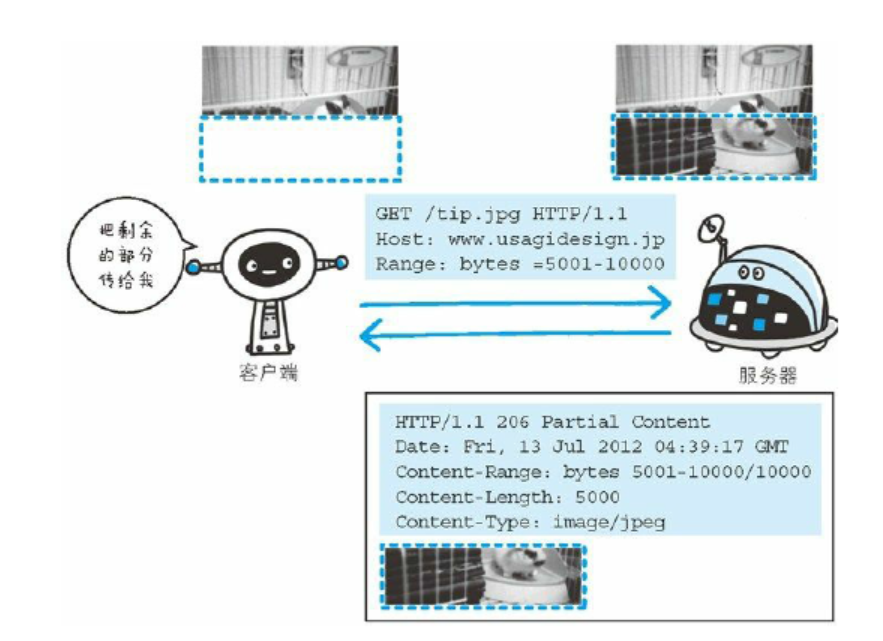 GET /tip.jpg HTTP/1.1
Host: www.usagidesign.jp
Range: bytes =5001-10000
把剩余
的部分
传给我
客户端
服务器
HTTP/1.1 206 Partial Content
Date: Fri, 13 Jul 2012 04:39:17 GMT
Content-Range: bytes 5001-10000/10000
Content-Length: 5000
Content-Type: image/jpeg